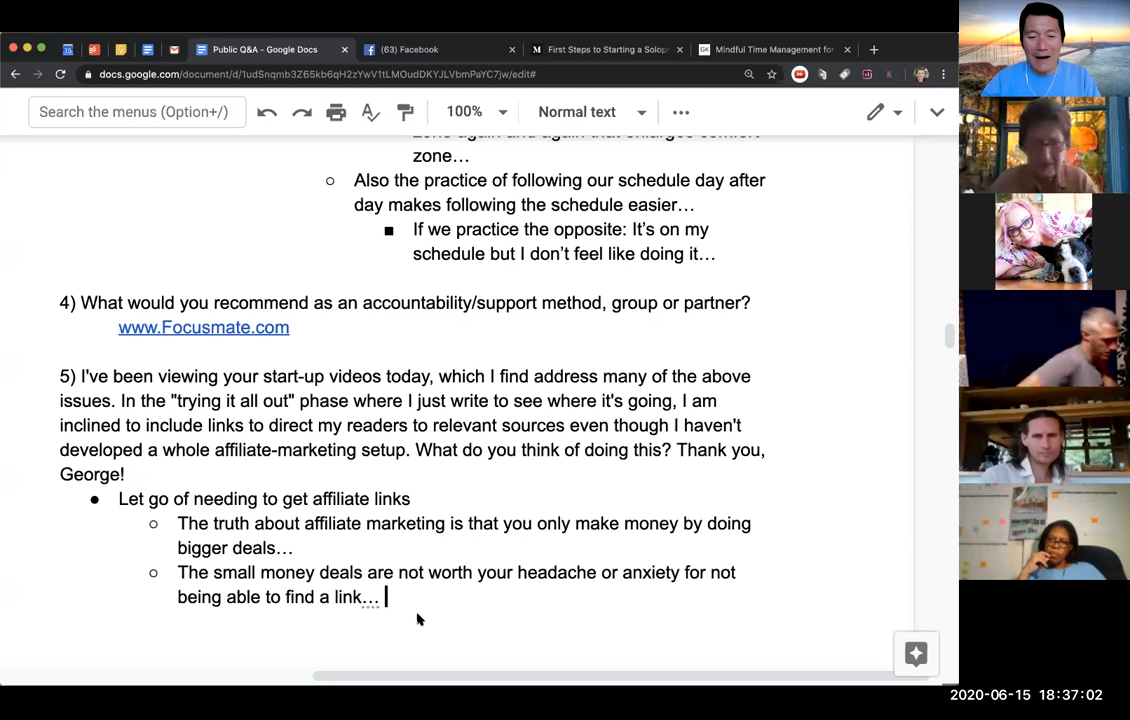 Public Q&A - Google Docs
(63) Facebook
First Steps to Starting a Solopr
Mindful Time Management for
docs.google.com/document/d/1udSnqmb3Z65kb6qH2zYwV1tLMOudDKYJLVbmPaYC7jw/edit#
Search the menus (Option+/)
100%
Normal text
zone again and again that enlarges comfort
zone…
Also the practice of following our schedule day after
day makes following the schedule easier…
If we practice the opposite: It's on my
schedule but I don't feel like doing it…
4) What would you recommend as an accountability/support method, group or partner?
www.Focusmate.com
5) I've been viewing your start-up videos today, which I find address many of the above
issues. In the "trying it all out" phase where I just write to see where it's going, I am
inclined to include links to direct my readers to relevant sources even though I haven't
developed a whole affiliate-marketing setup. What do you think of doing this? Thank you,
George!
Let go of needing to get affiliate links
The truth about affiliate marketing is that you only make money by doing
bigger deals…
The small money deals are not worth your headache or anxiety for not
being able to find a link…
2020-06-15 18:37:02